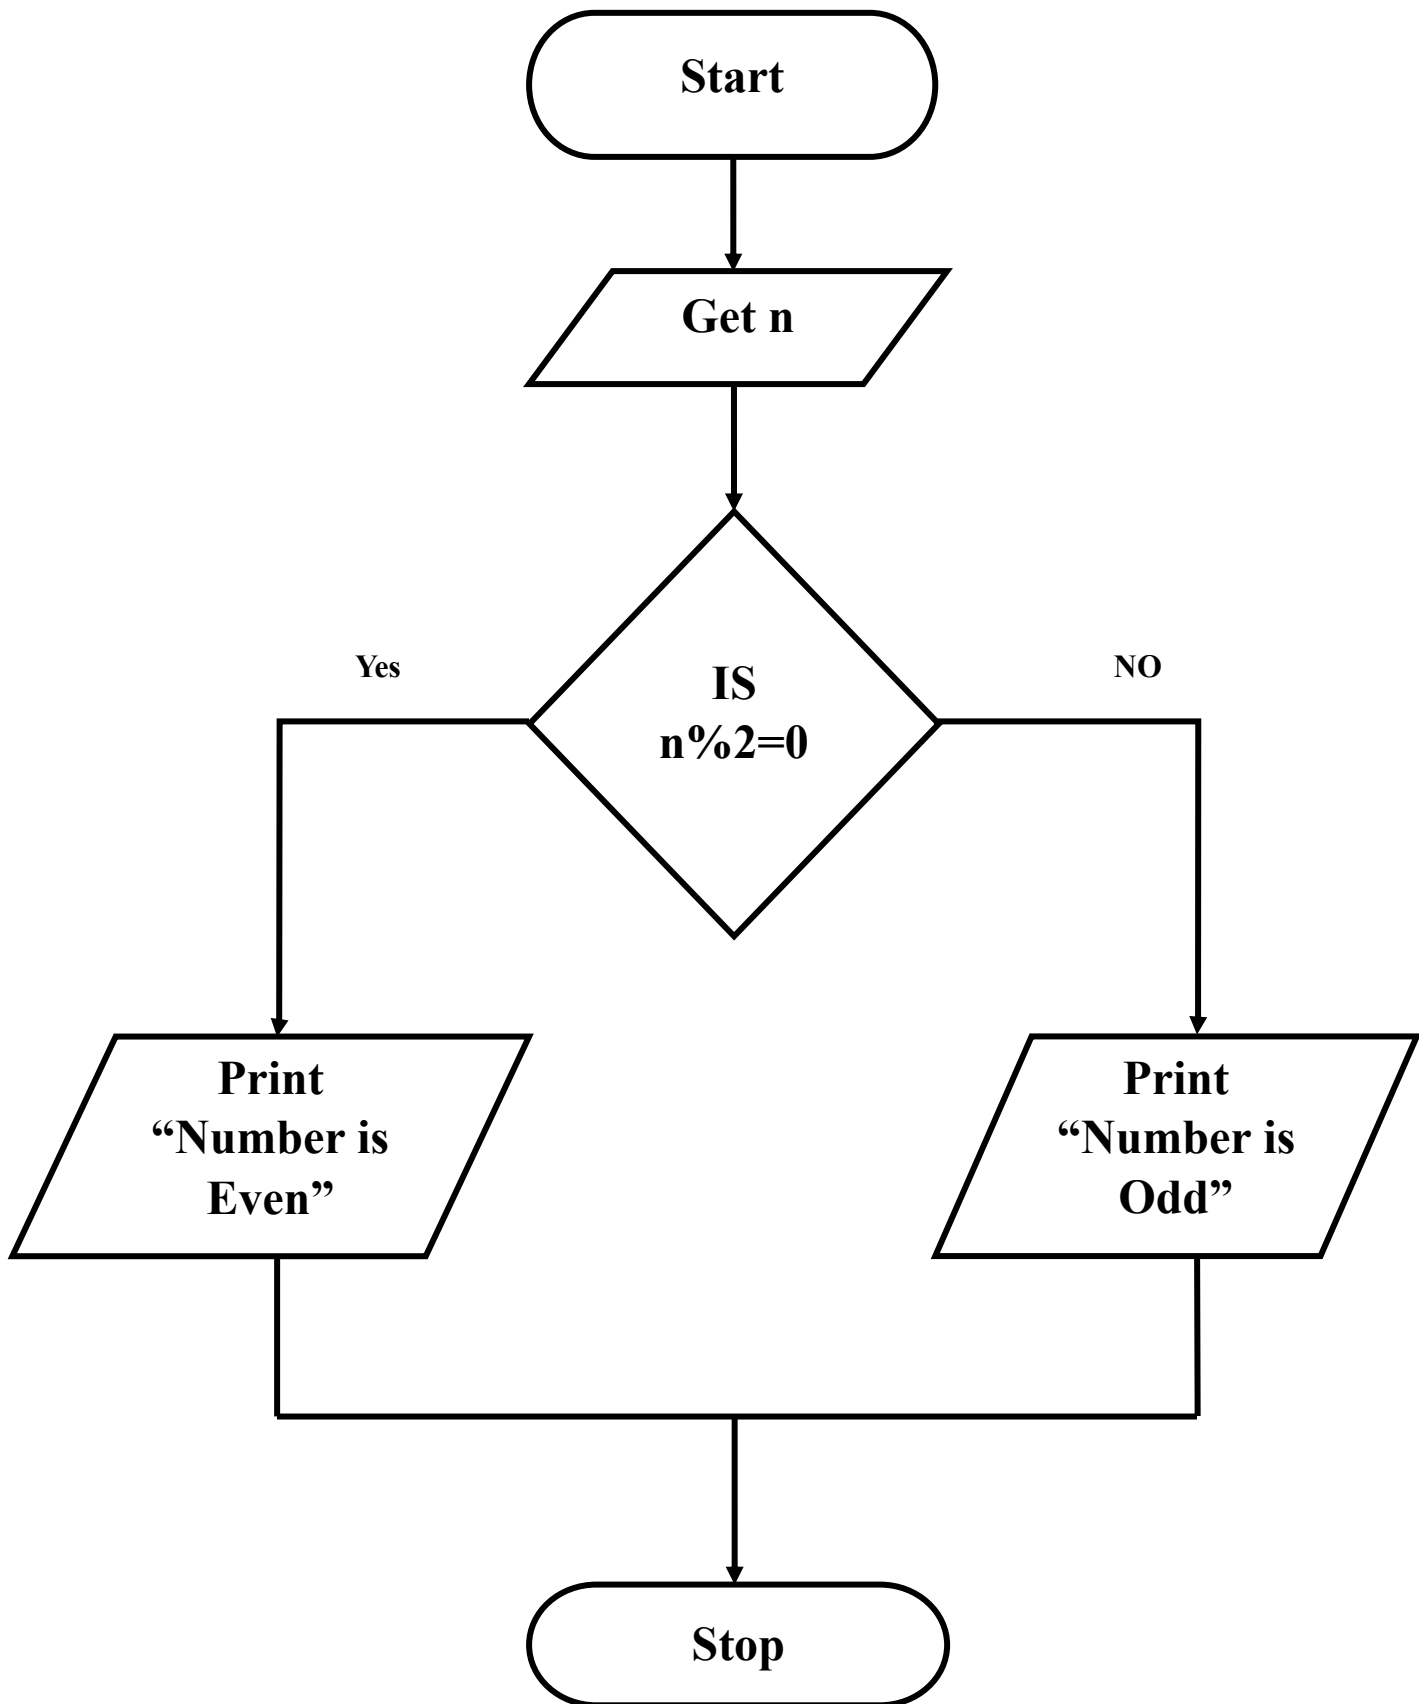 Start
Get n
Yes
NO
IS
n%2=0
Print
“Number is
Even”
Print
“Number is
Odd”
Stop